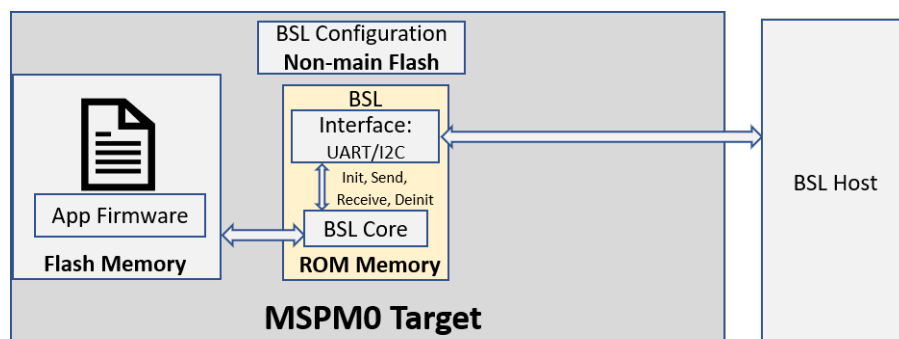 BSL Configuration
Non-main Flash
BSL
Interface:
UART/I2C
Init, Send,
Receive, Deinit
BSL Core
ROM Memory
App Firmware
Flash Memory
MSPM0 Target
BSL Host